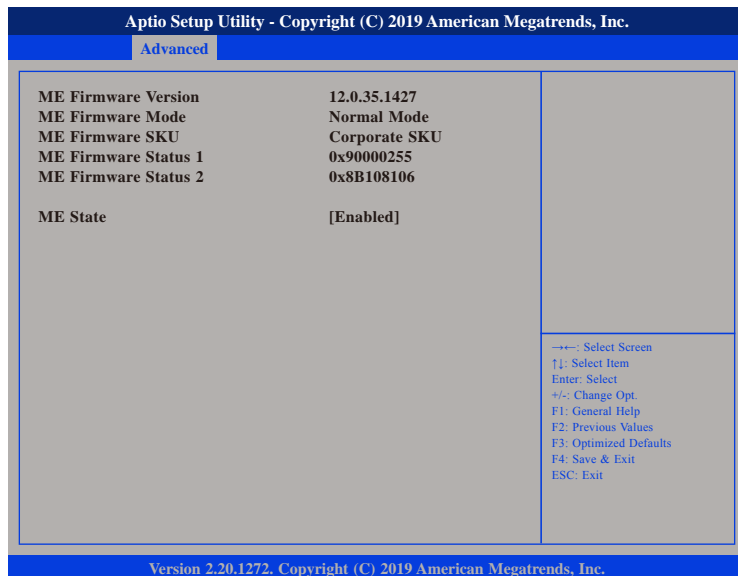 Aptio Setup Utility - Copyright (C) 2019 American Megatrends, Inc.
Advanced
ME Firmware Version 12.0.35.1427
ME Firmware Mode Normal Mode
ME Firmware SKU Corporate SKU
ME Firmware Status 1 0x90000255
ME Firmware Status 2 0x8B108106
ME State [Enabled]
→←: Select Screen
↑↓: Select Item
Enter: Select
+/-: Change Opt.
F1: General Help
F2: Previous Values
F3: Optimized Defaults
F4: Save & Exit
ESC: Exit
Version 2.20.1272. Copyright (C) 2019 American Megatrends, Inc.